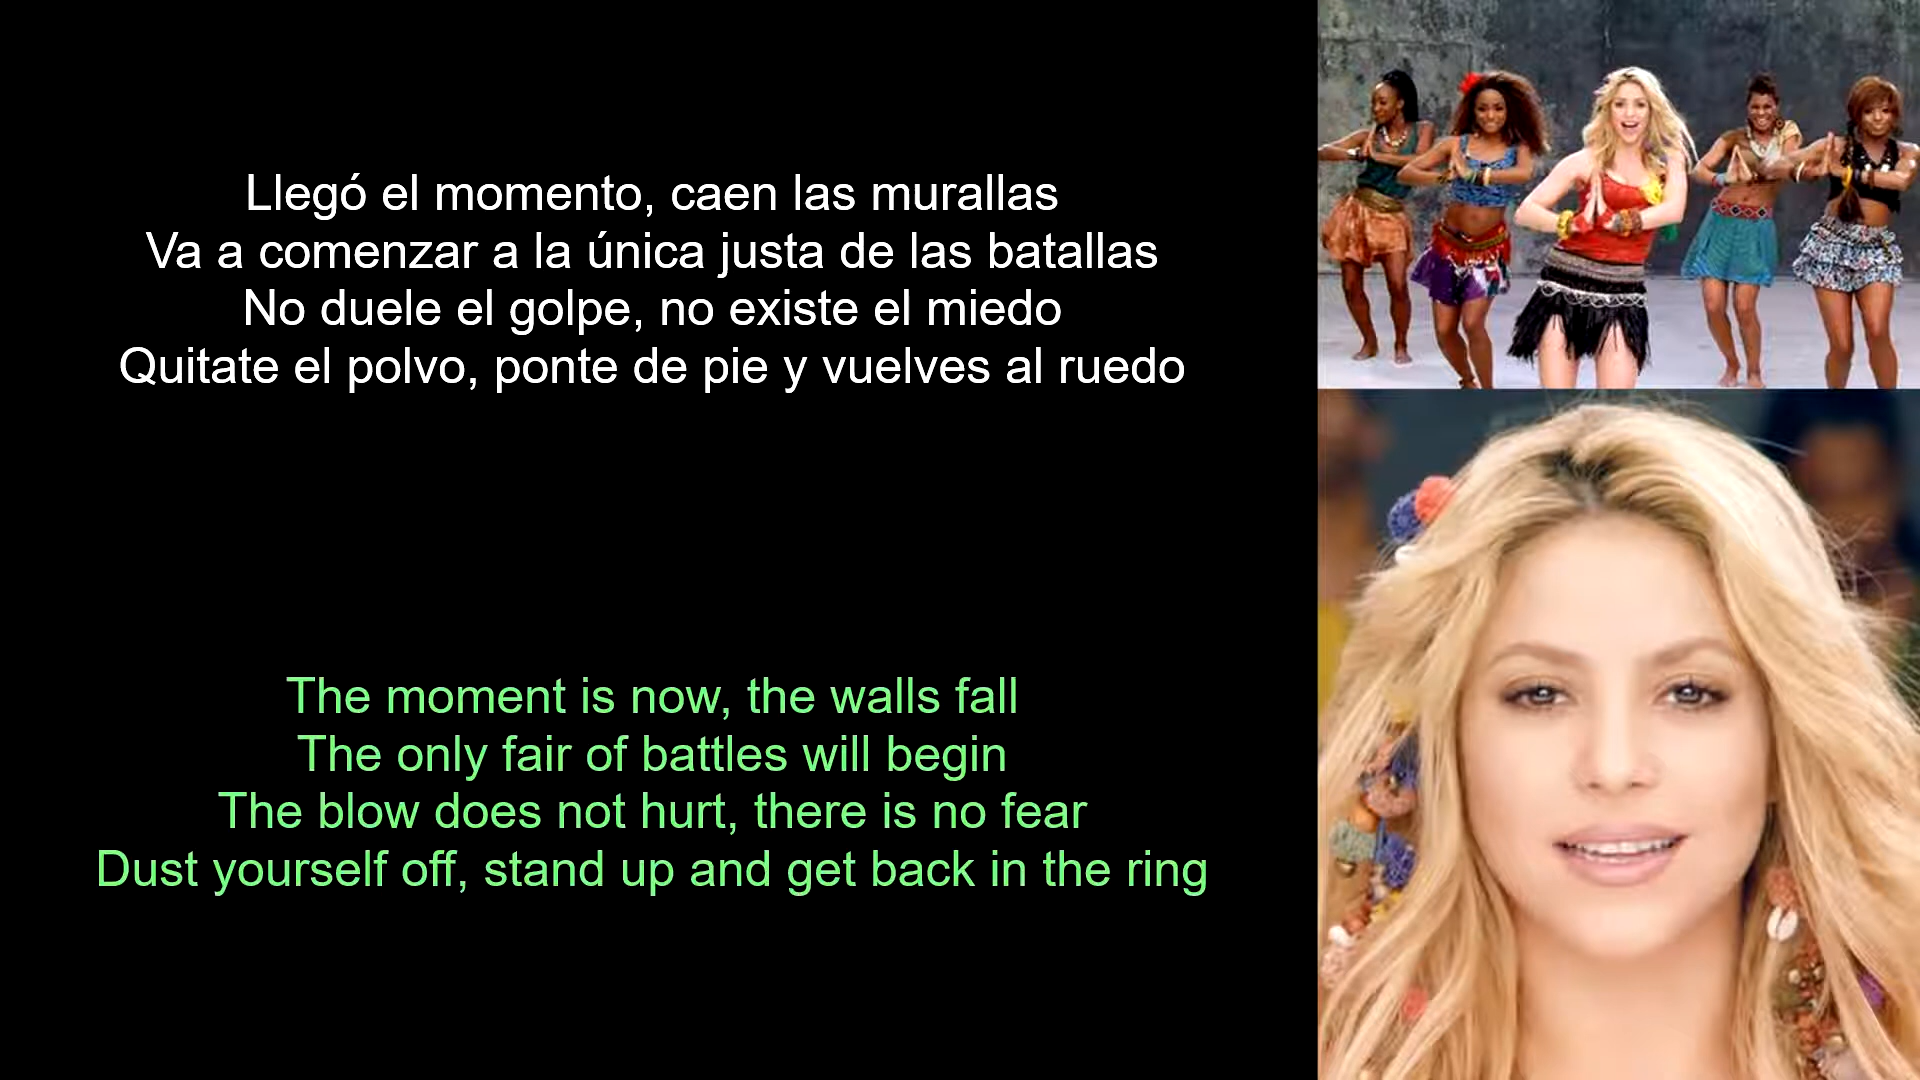 Llegó el momento, caen las murallas
Va a comenzar a la única justa de las batallas
No duele el golpe, no existe el miedo
Quitate el polvo, ponte de pie y vuelves al ruedo
The moment is now, the walls fall
The only fair of battles will begin
The blow does not hurt, there is no fear
Dust yourself off, stand up and get back in the ring